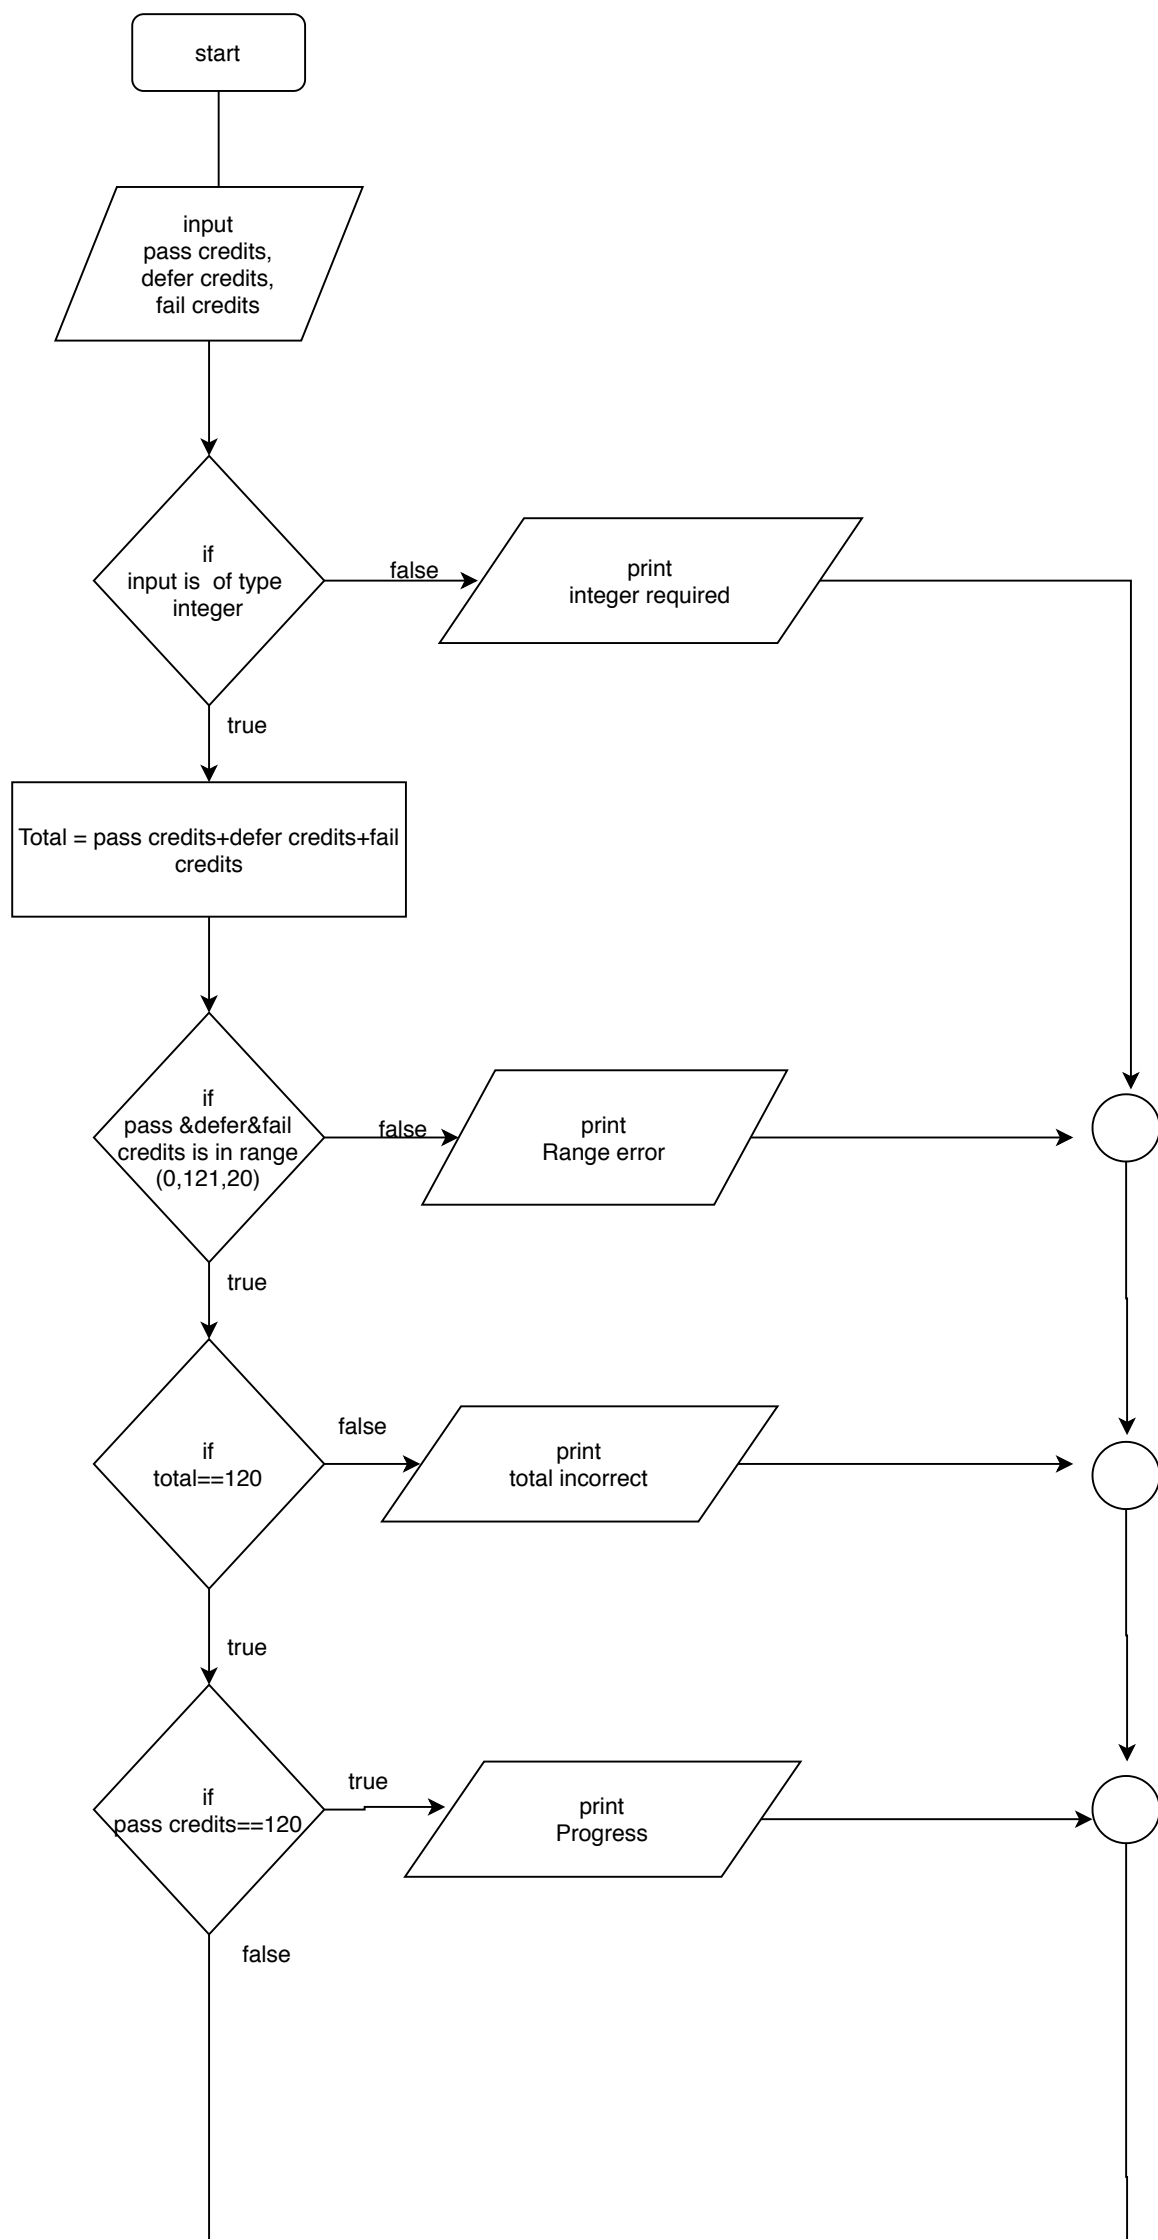 start
input
pass credits,
defer credits,
fail credits
if
input is  of type
integer
false
print
integer required
true
Total = pass credits+defer credits+fail
credits
if
pass &defer&fail
credits is in range
(0,121,20)
false
print
Range error
true
if
total==120
false
print
total incorrect
true
if
pass credits==120
true
print
Progress
false